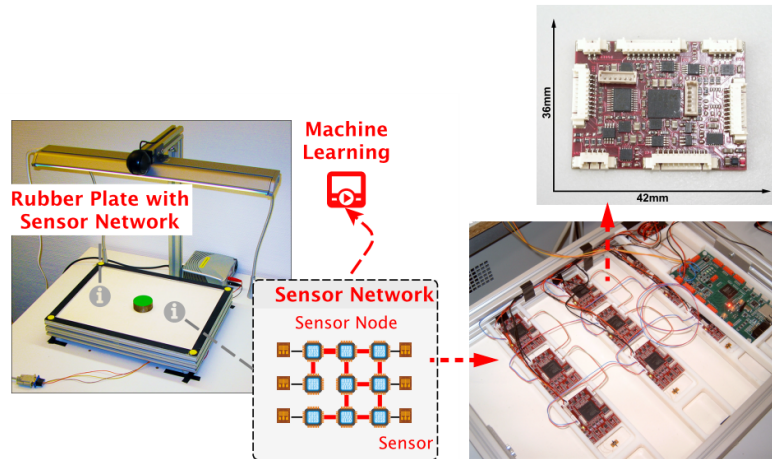 36mm
42mm
Machine
Learning
Rubber Plate with
Sensor Network
Sensor Network
Sensor Node
Sensor